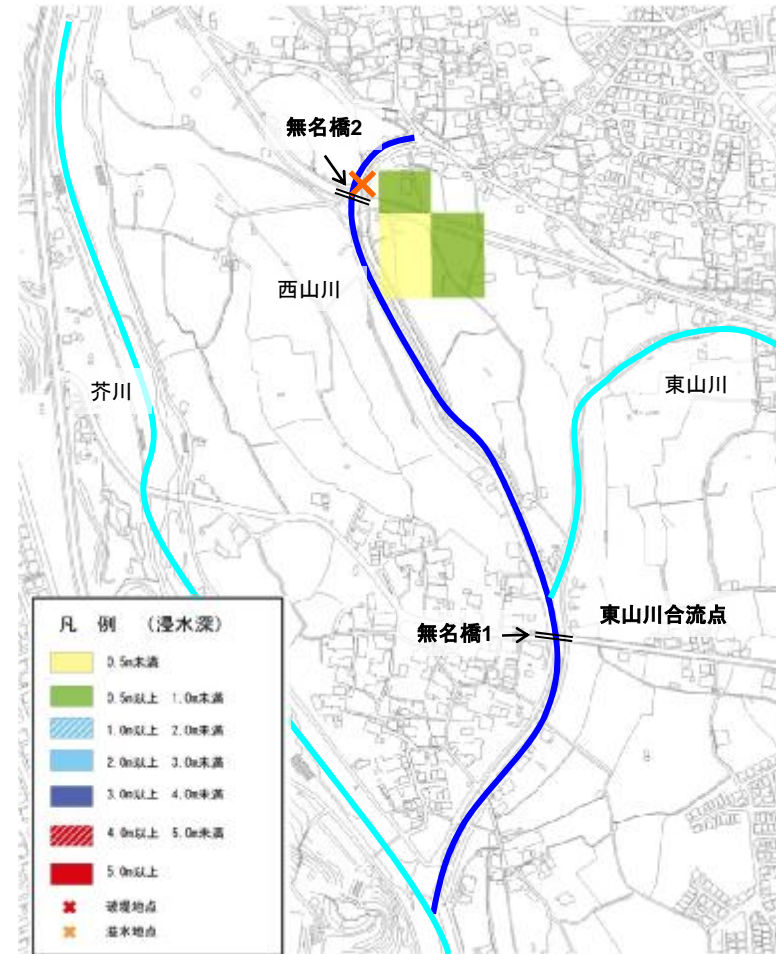 無名橋2
西山川
芥川
東山川
東山川合流点
無名橋1
凡 例 (浸水深)
0.5m未満
0.5m以上 1.0m未満
1.0m以上 2.0m未満
2.0m以上 3.0m未満
3.0m以上 4.0m未満
4.0m以上 5.0m未満
5.0m以上
破堤地点
溢水地点